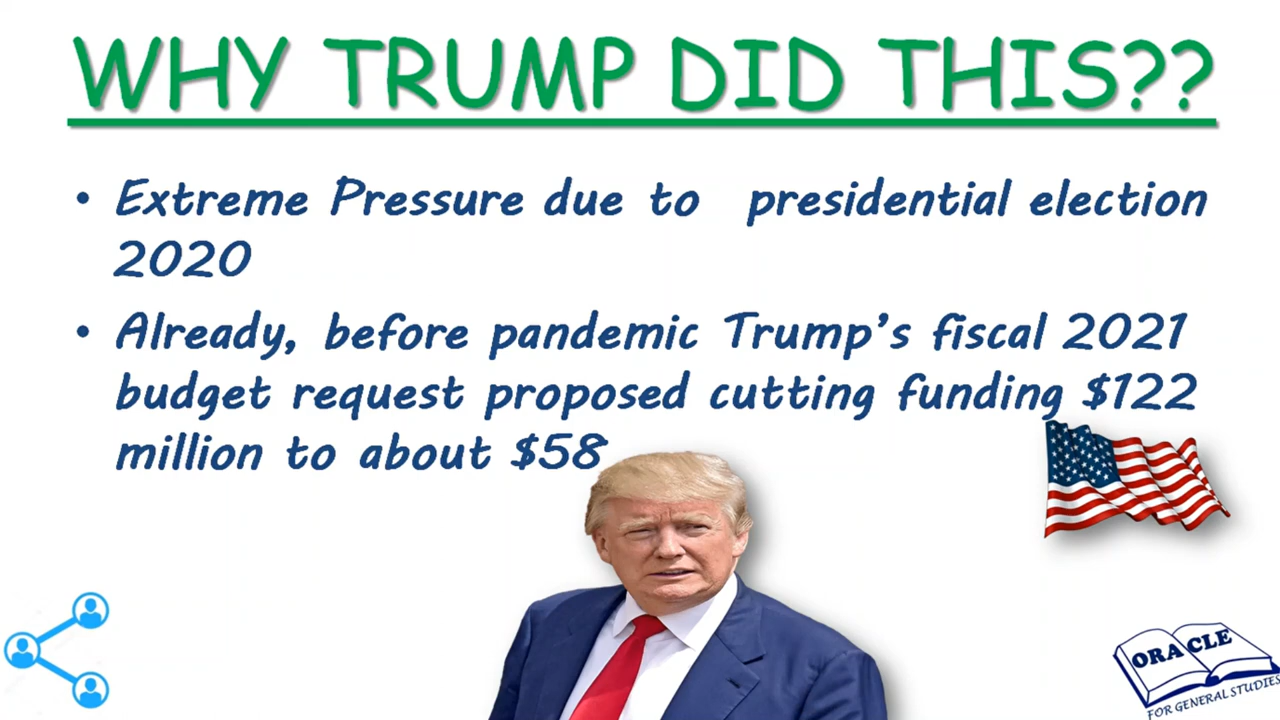 WHY TRUMP DID THIS??
• Extreme Pressure due to presidential election
2020
• Already, before pandemic Trump's fiscal 2021
budget request proposed cutting funding $122
million to about $58
ORACLE
FOR GENERAL STUDIES